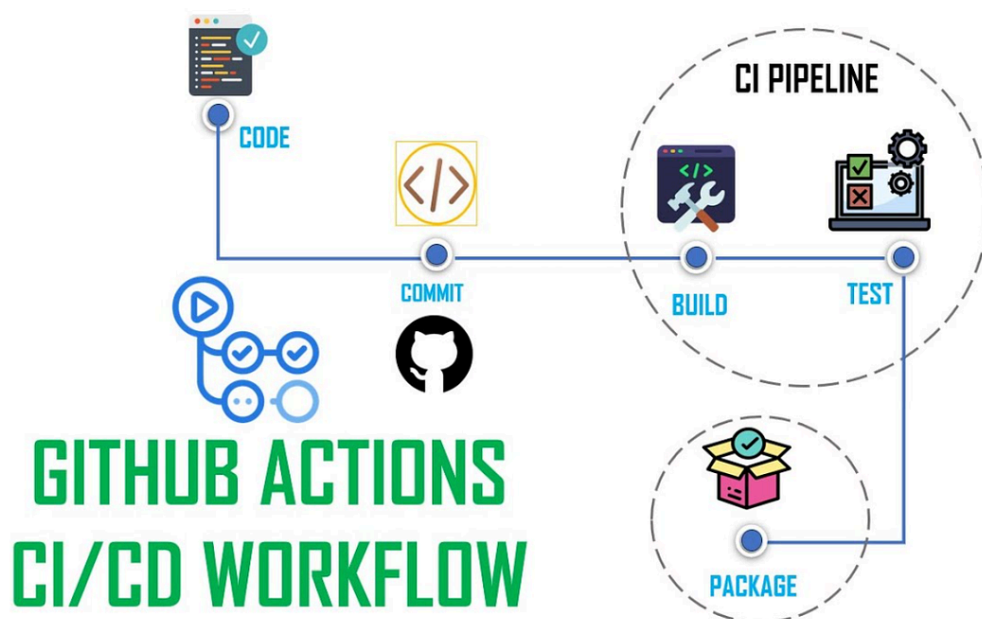 CODE
CI PIPELINE
</>
</>
COMMIT
BUILD
TEST
GITHUB ACTIONS
CI/CD WORKFLOW
PACKAGE